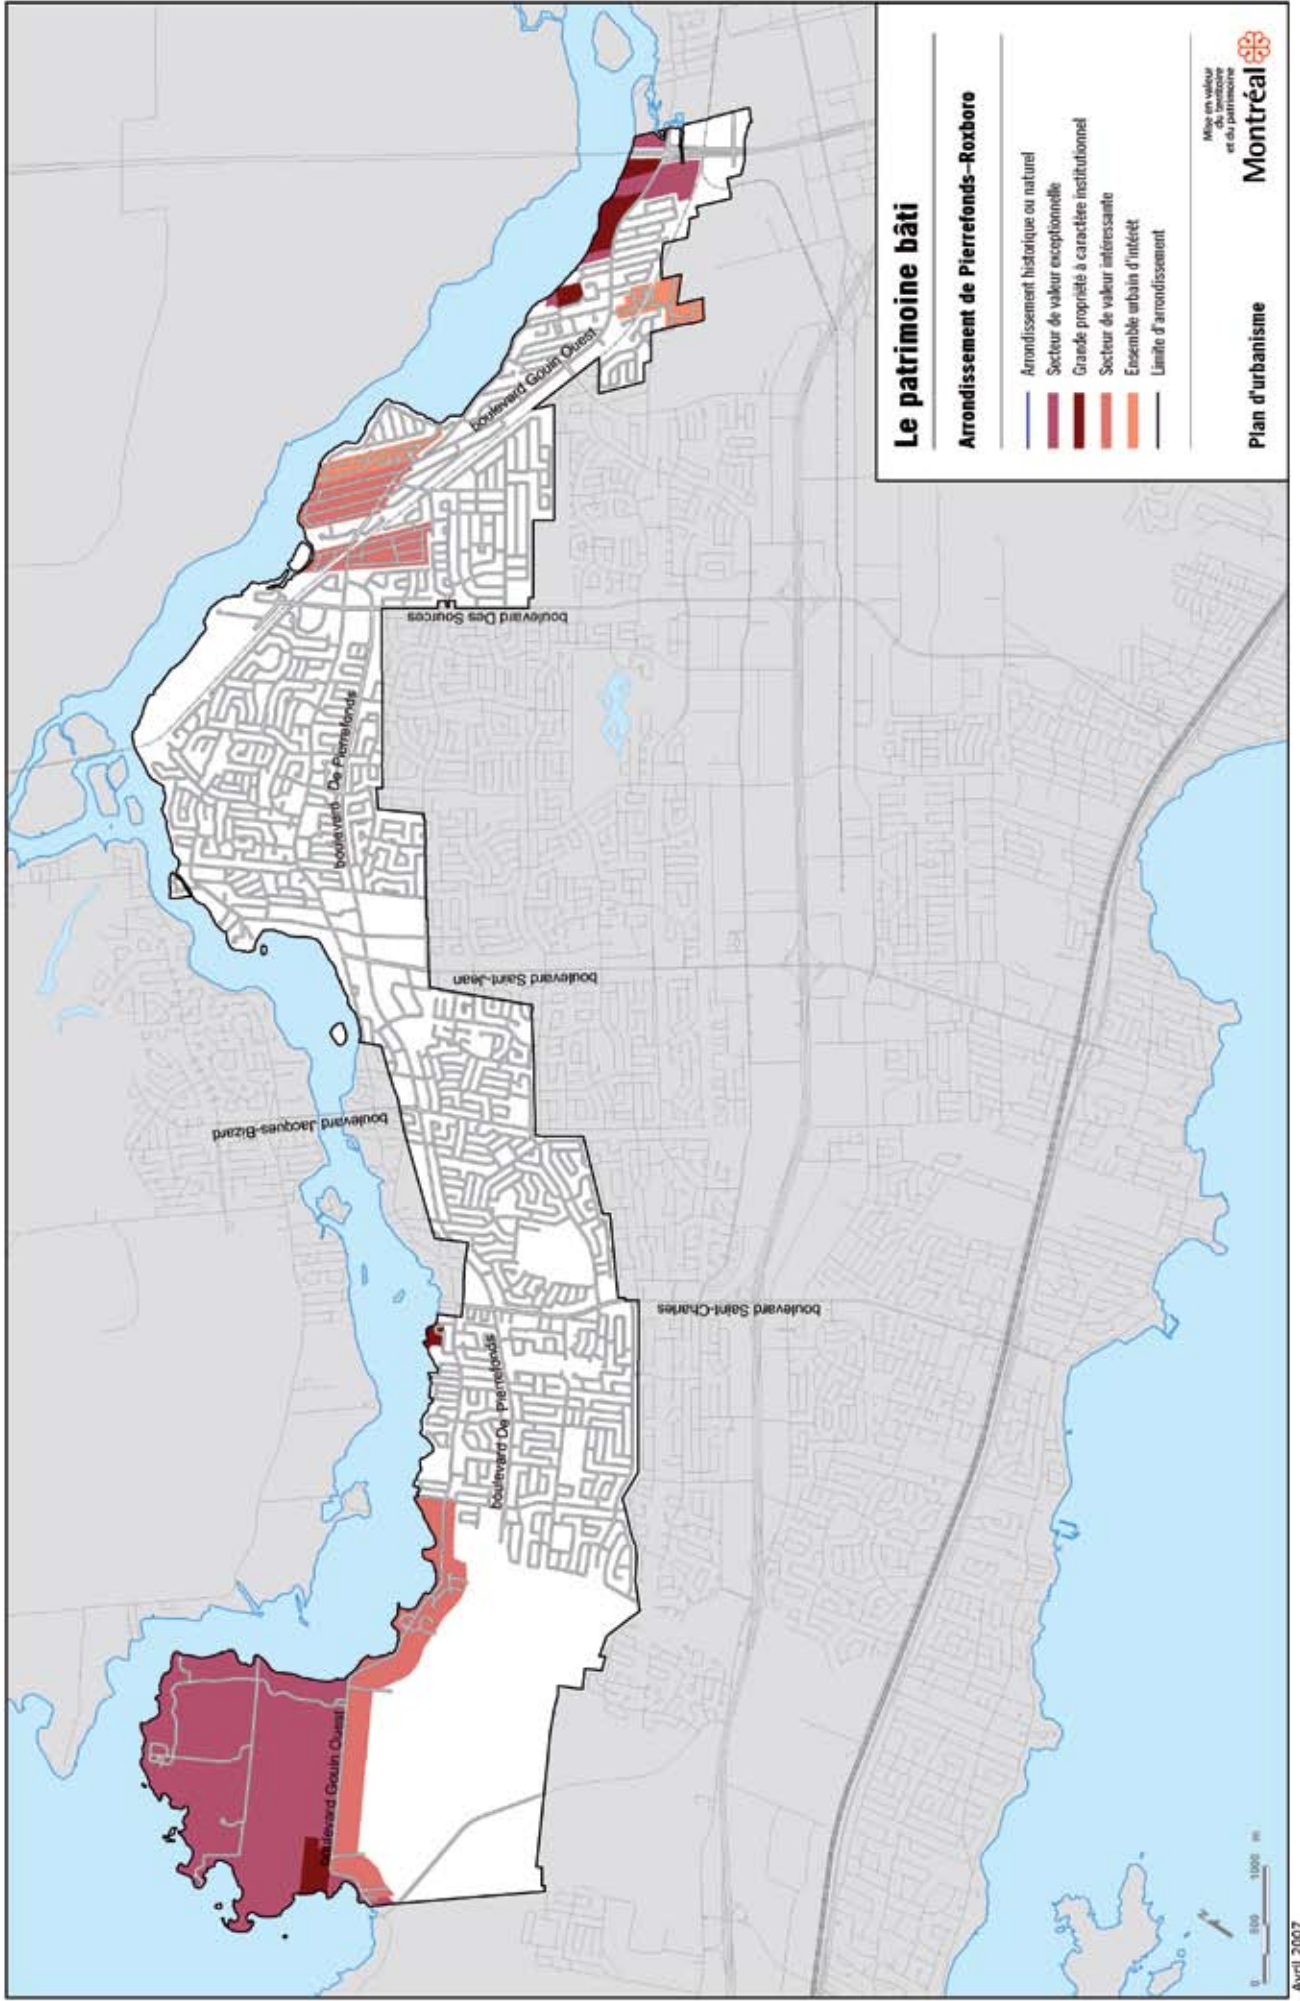 Le patrimoine bâti
Arrondissement de Pierrefonds–Roxboro
Arrondissement historique ou naturel
Secteur de valeur exceptionnelle
Grande propriété à caractère institutionnel
Secteur de valeur intéressante
Ensemble urbain d'intérêt
Limite d'arrondissement
Plan d'urbanisme
Mise en valeur
du territoire
et du patrimoine
Montréal
boulevard Gouin Ouest
boulevard De Pierrefonds
boulevard Saint-Charles
boulevard Jacques-Bizard
boulevard Saint-Jean
boulevard De Pierrefonds
boulevard Des Sources
boulevard Gouin Ouest
N
0 500 1000 m
Avril 2007